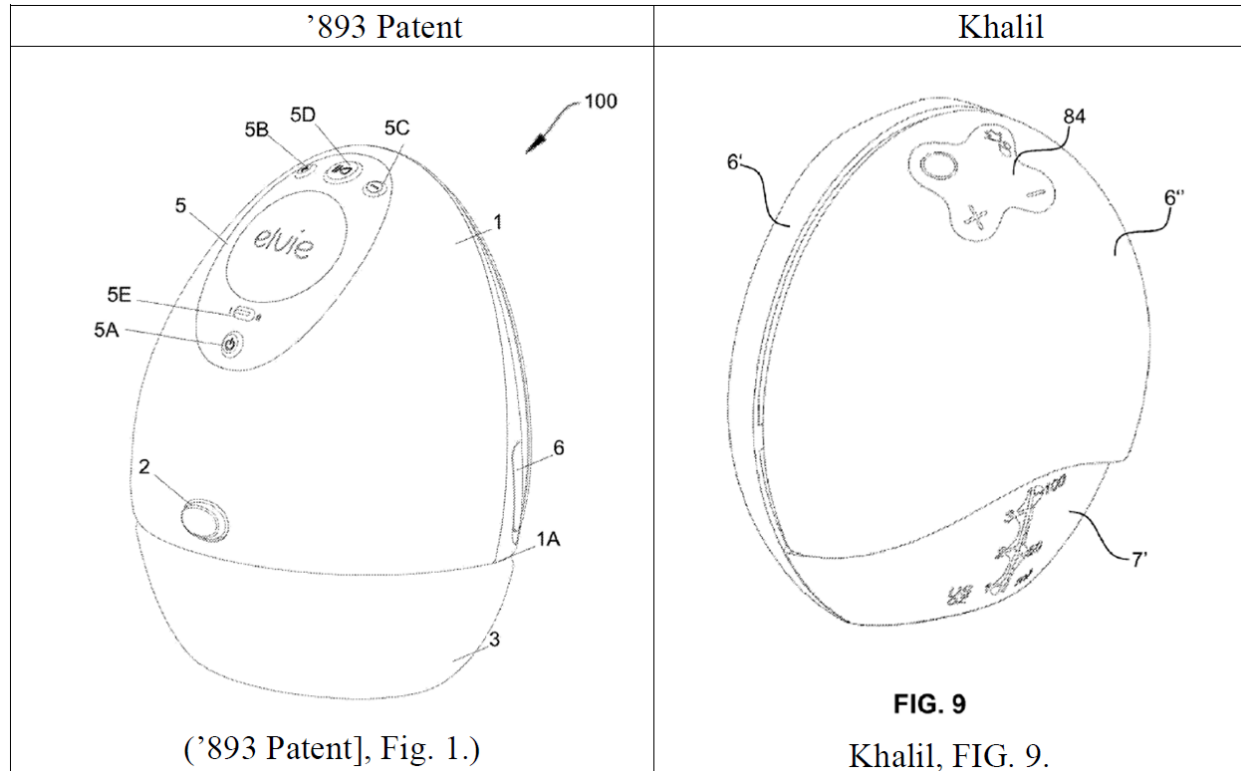 ’893 Patent
Khalil
100
5B
5D
5C
5
elvie
1
5E
5A
2
6
1A
3
(’893 Patent], Fig. 1.)
84
6'
6"
100
7'
FIG. 9
Khalil, FIG. 9.